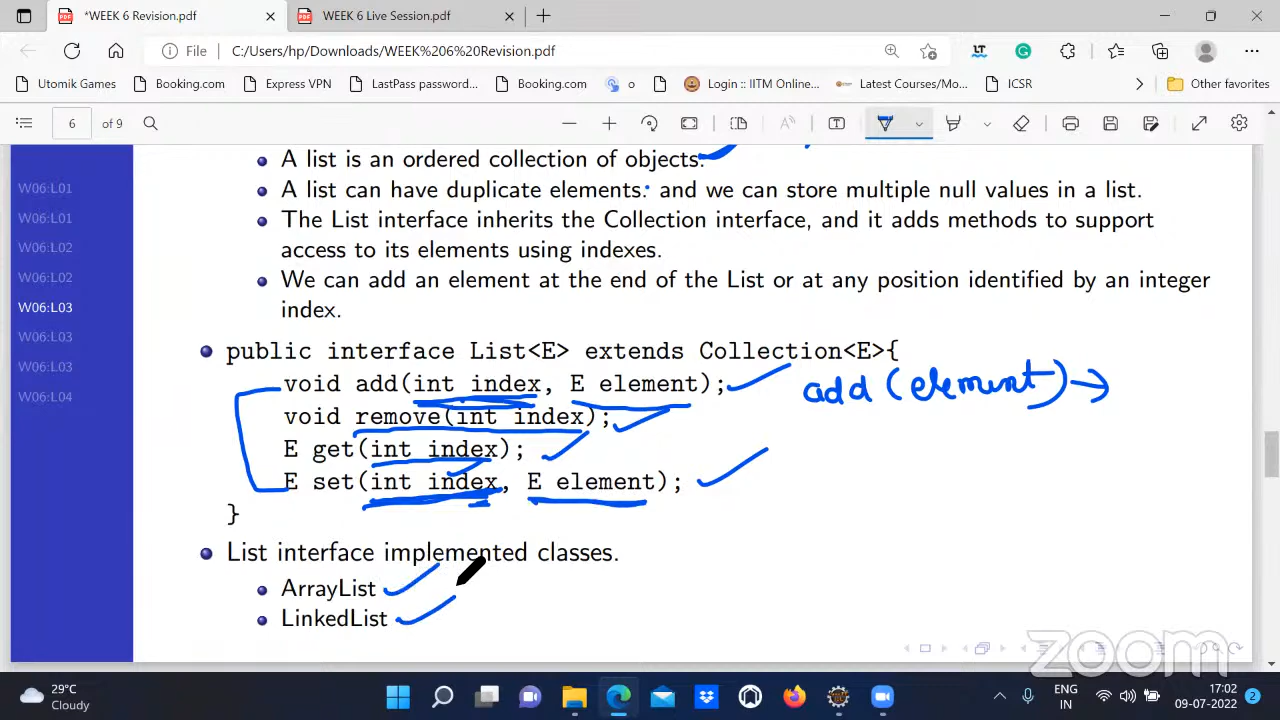 *WEEK 6 Revision.pdf
WEEK 6 Live Session.pdf
File
C:/Users/hp/Downloads/WEEK%206%20Revision.pdf
LT
Utomik Games
Booking.com
Express VPN
LastPass password...
Booking.com
o
Login :: IITM Online...
Latest Courses/Mo...
ICSR
Other favorites
6 of 9
W06:L01
W06:L01
W06:L02
W06:L02
W06:L03
W06:L03
W06:L03
W06:L04
A list is an ordered collection of objects.
A list can have duplicate elements. and we can store multiple null values in a list.
The List interface inherits the Collection interface, and it adds methods to support
access to its elements using indexes.
We can add an element at the end of the List or at any position identified by an integer
index.
public interface List<E> extends Collection<E>{
void add(int index, E element);
add (element) →
void remove(int index);
E get(int index);
E set(int index, E element);
}
List interface implemented classes.
ArrayList
LinkedList
zoom
29°C
Cloudy
ENG
IN
17:02
09-07-2022
2